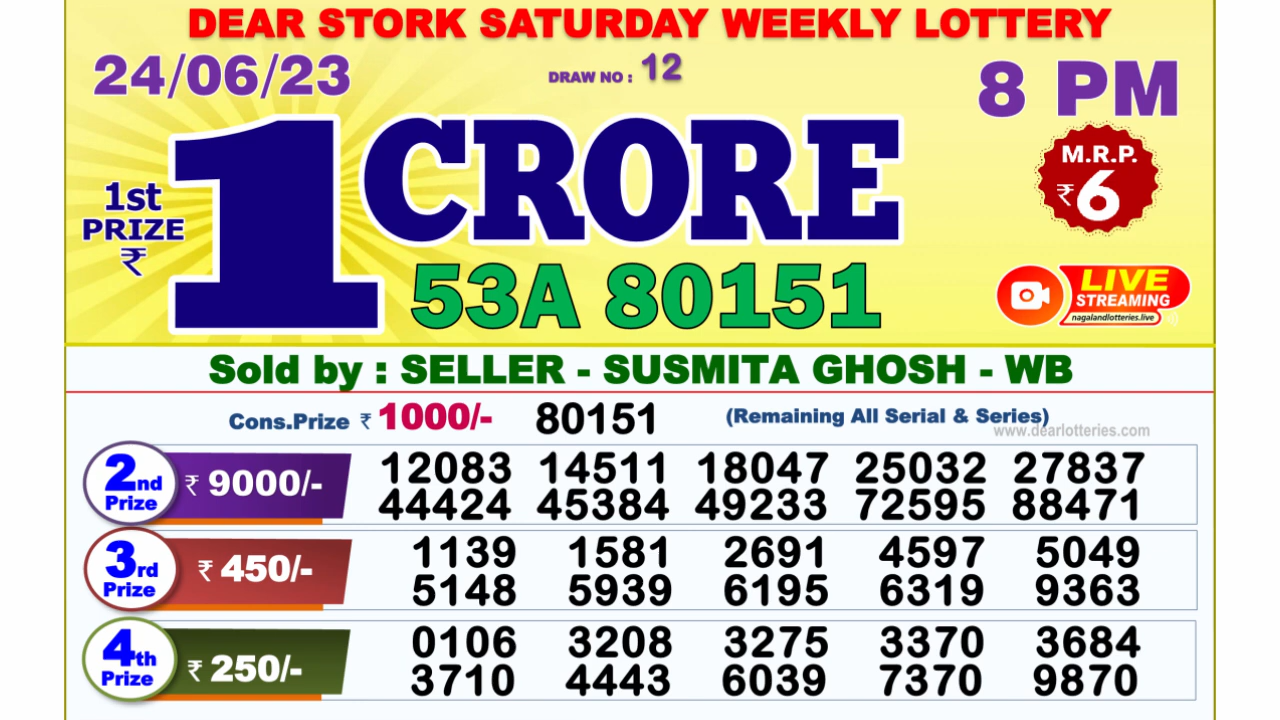 DEAR STORK SATURDAY WEEKLY LOTTERY
24/06/23
DRAW NO : 12
8 PM
1st
PRIZE
₹
1 CRORE
M.R.P.
₹ 6
53A 80151
LIVE
STREAMING
nagalandlotteries.live
Sold by : SELLER - SUSMITA GHOSH - WB
Cons.Prize ₹ 1000/- 80151 (Remaining All Serial & Series)
www.dearlotteries.com
2nd Prize ₹ 9000/-
12083 14511 18047 25032 27837
44424 45384 49233 72595 88471
3rd Prize ₹ 450/-
1139 1581 2691 4597 5049
5148 5939 6195 6319 9363
4th Prize ₹ 250/-
0106 3208 3275 3370 3684
3710 4443 6039 7370 9870